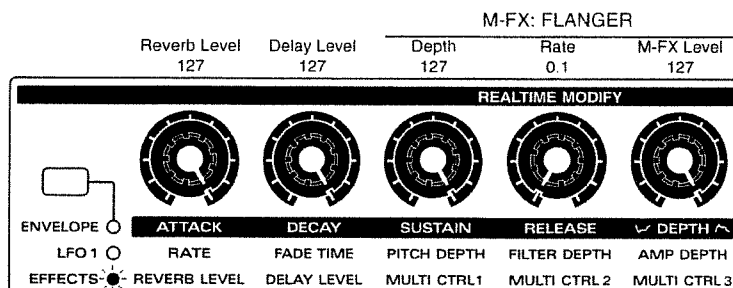 M-FX: FLANGER
Reverb Level Delay Level Depth Rate M-FX Level
127 127 127 0.1 127
REALTIME MODIFY
ENVELOPE ATTACK DECAY SUSTAIN RELEASE DEPTH
LFO 1 RATE FADE TIME PITCH DEPTH FILTER DEPTH AMP DEPTH
EFFECTS REVERB LEVEL DELAY LEVEL MULTI CTRL1 MULTI CTRL 2 MULTI CTRL 3